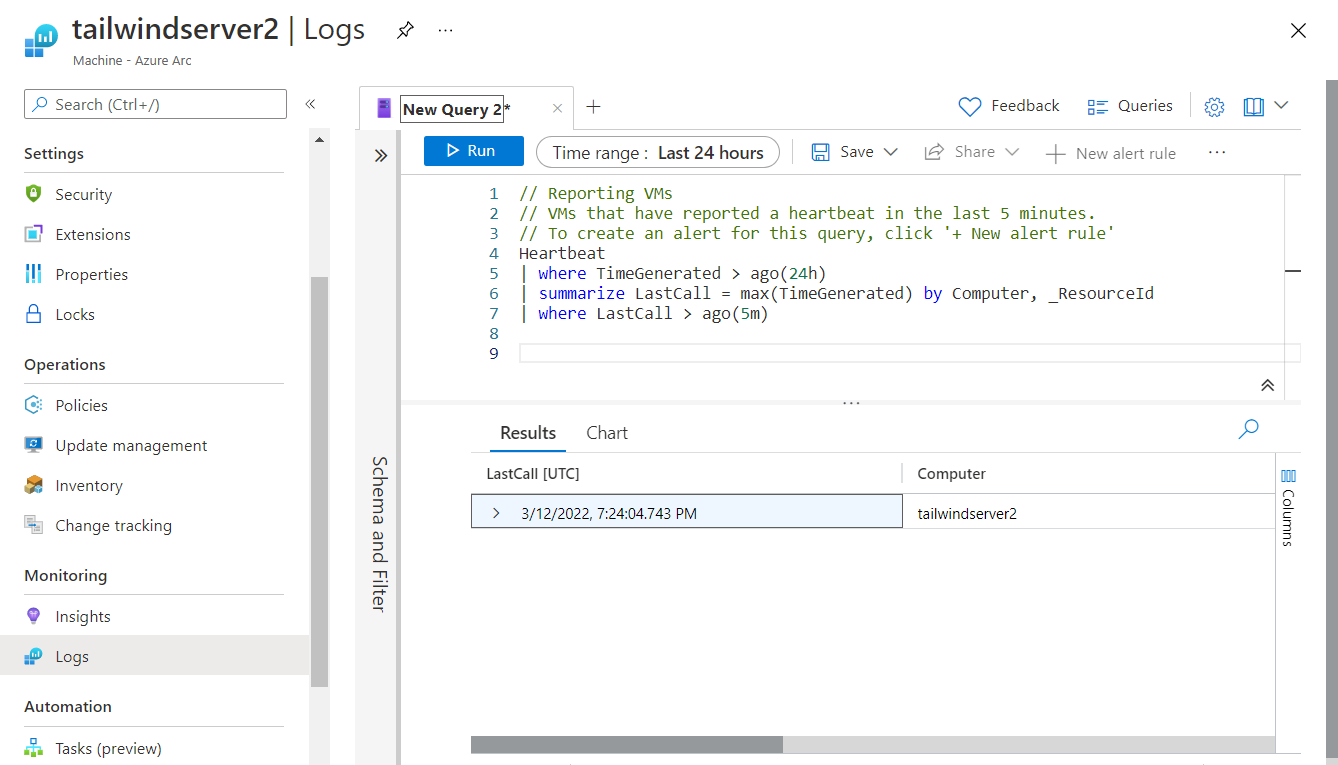 tailwindserver2 | Logs
Machine - Azure Arc
Search (Ctrl+/)
Settings
Security
Extensions
Properties
Locks
Operations
Policies
Update management
Inventory
Change tracking
Monitoring
Insights
Logs
Automation
Tasks (preview)
New Query 2*
Feedback
Queries
Run
Time range : Last 24 hours
Save
Share
New alert rule
Schema and Filter
1 // Reporting VMs
2 // VMs that have reported a heartbeat in the last 5 minutes.
3 // To create an alert for this query, click '+ New alert rule'
4 Heartbeat
5 | where TimeGenerated > ago(24h)
6 | summarize LastCall = max(TimeGenerated) by Computer, _ResourceId
7 | where LastCall > ago(5m)
8
9
Results Chart
LastCall [UTC] Computer
3/12/2022, 7:24:04.743 PM tailwindserver2
Columns